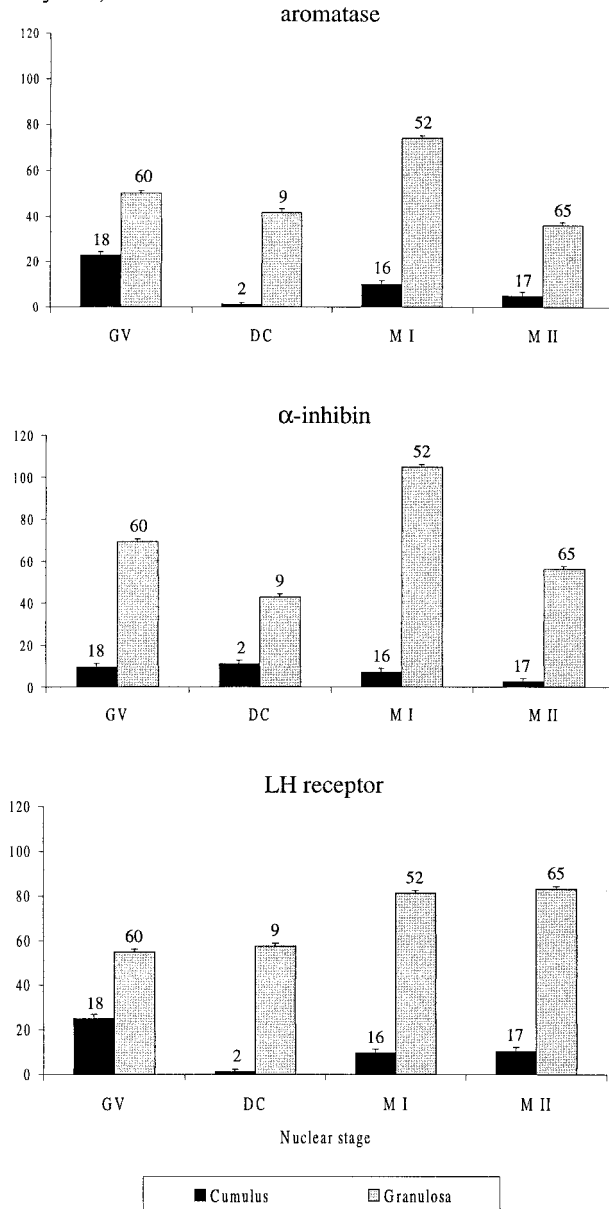 aromatase
120
100
80
60
40
20
0
18 60 2 9 16 52 17 65
GV DC M I M II
α-inhibin
120
100
80
60
40
20
0
18 60 2 9 16 52 17 65
GV DC M I M II
LH receptor
120
100
80
60
40
20
0
18 60 2 9 16 52 17 65
GV DC M I M II
Nuclear stage
Cumulus Granulosa